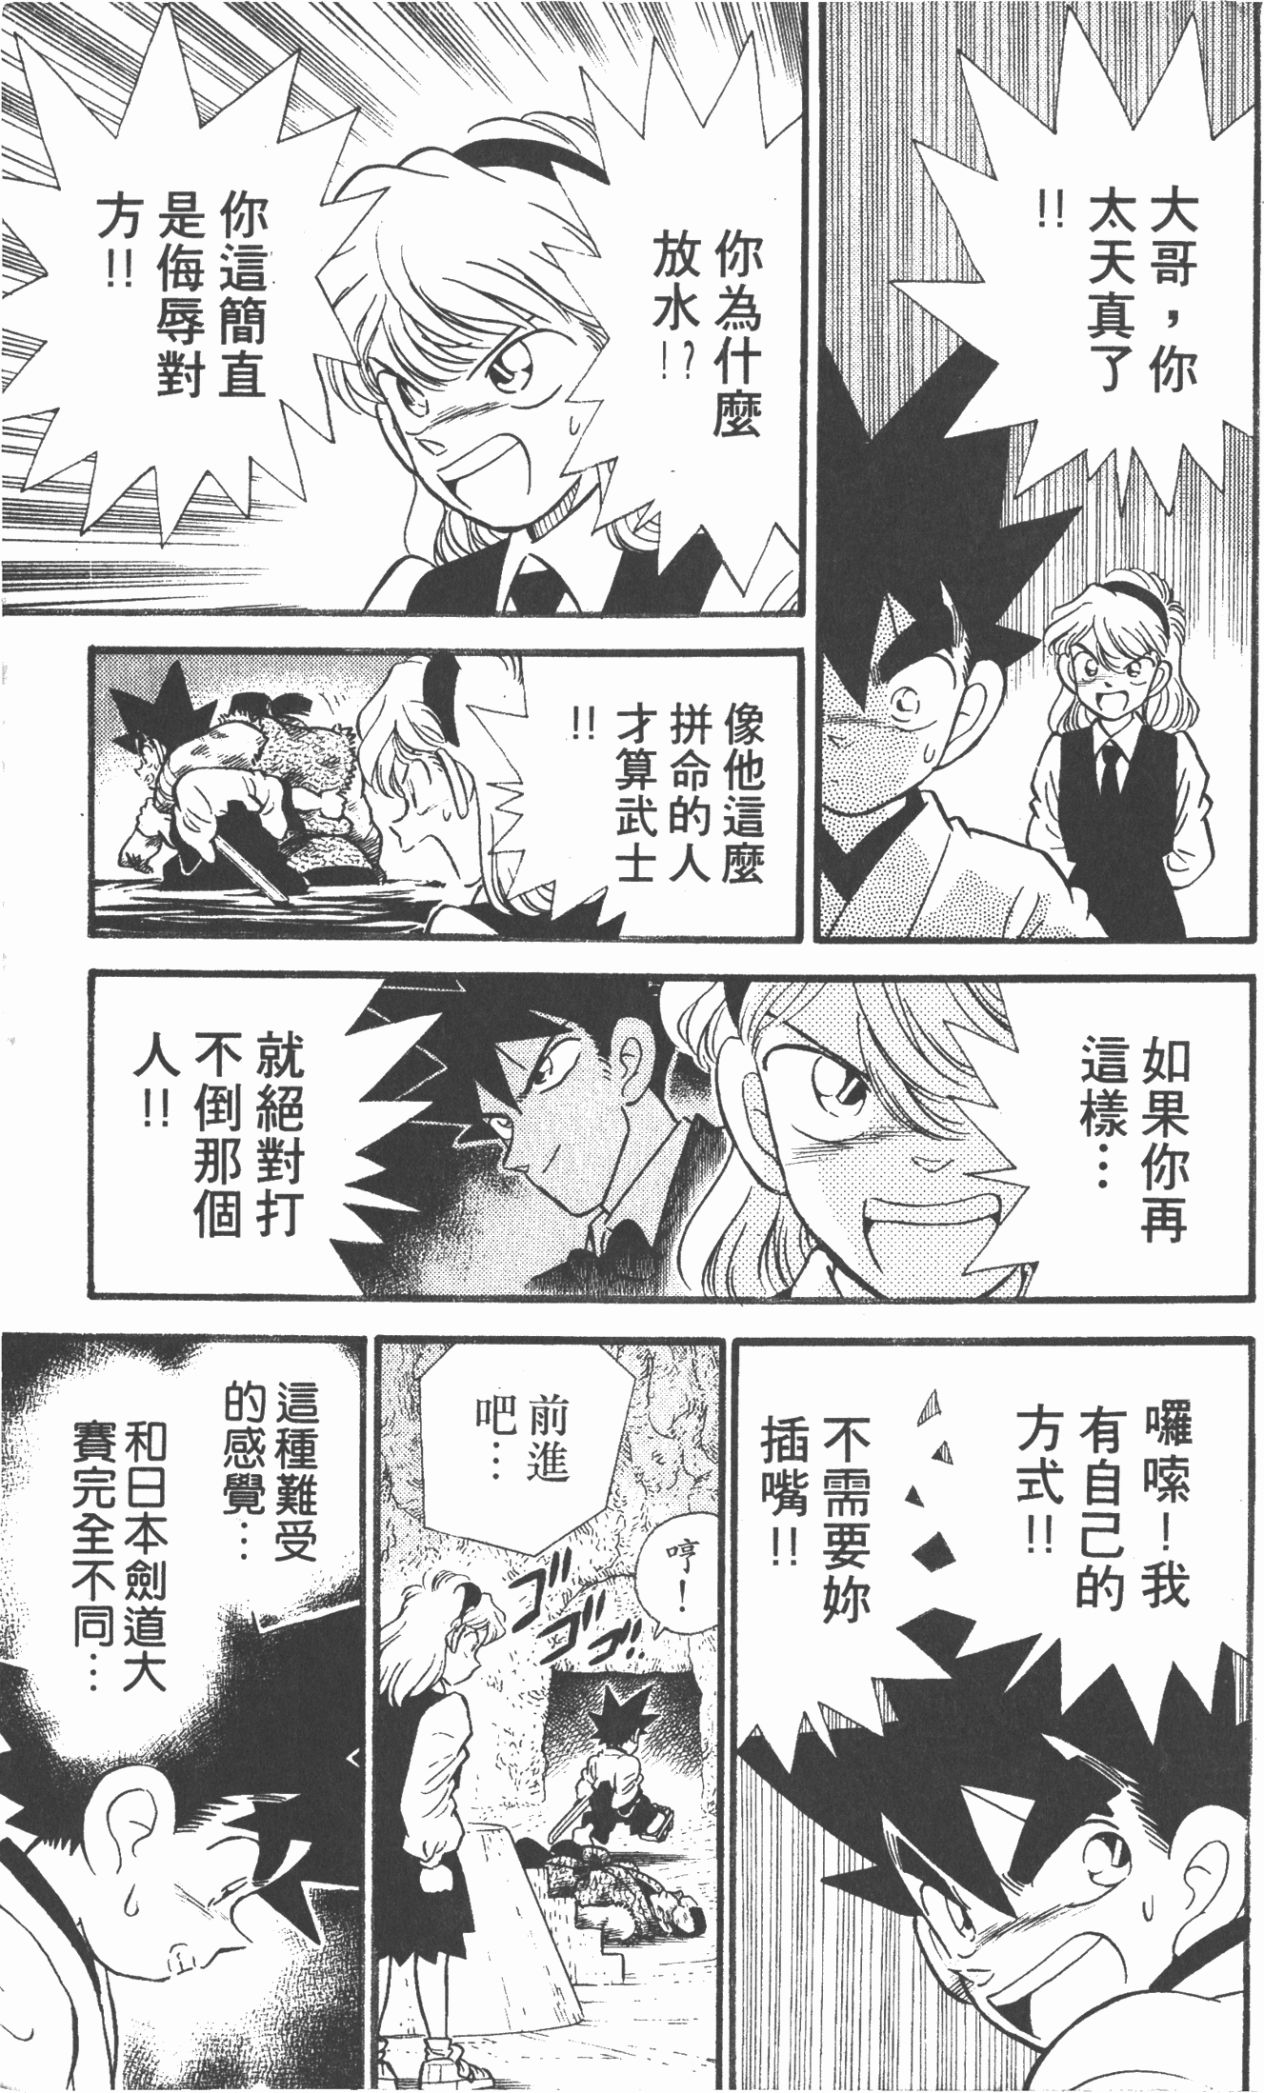 大哥，你
太天真了
!!
你為什麼
放水!?
你這簡直
是侮辱對
方!!
像他這麼
拼命的人
才算武士
!!
如果你再
這樣…
就絕對打
不倒那個
人!!
囉嗦！我
有自己的
方式!!
不需要妳
插嘴!!
哼！
前進
吧…
ゴゴゴ…
這種難受
的感覺…
和日本劍道大
賽完全不同…